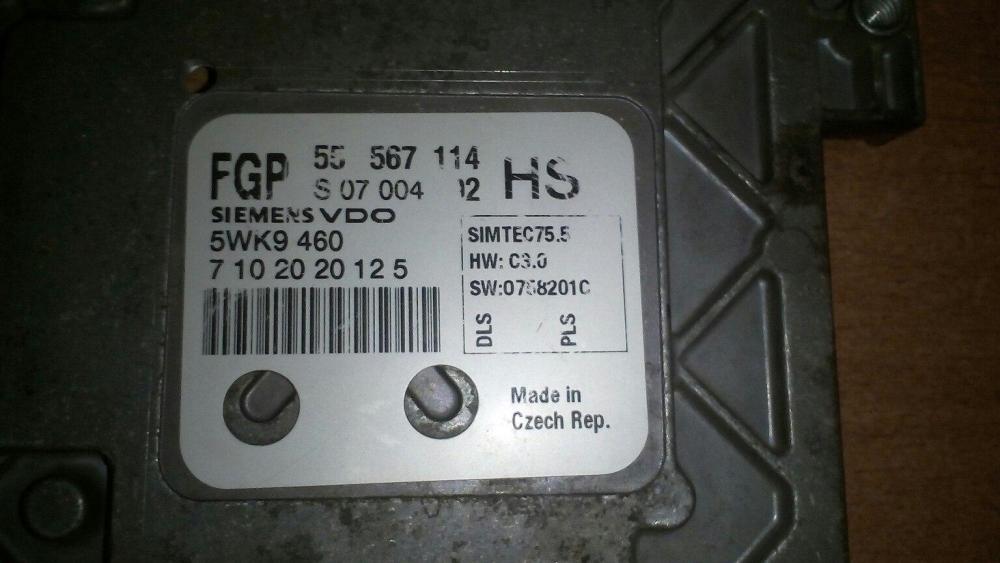 FGP 55 567 114 HS
S 07 004
SIEMENS VDO
5WK9 460
7 10 20 20 12 5
SIMTEC75.5
HW: C3.0
DLS PLS
Made in
Czech Rep.